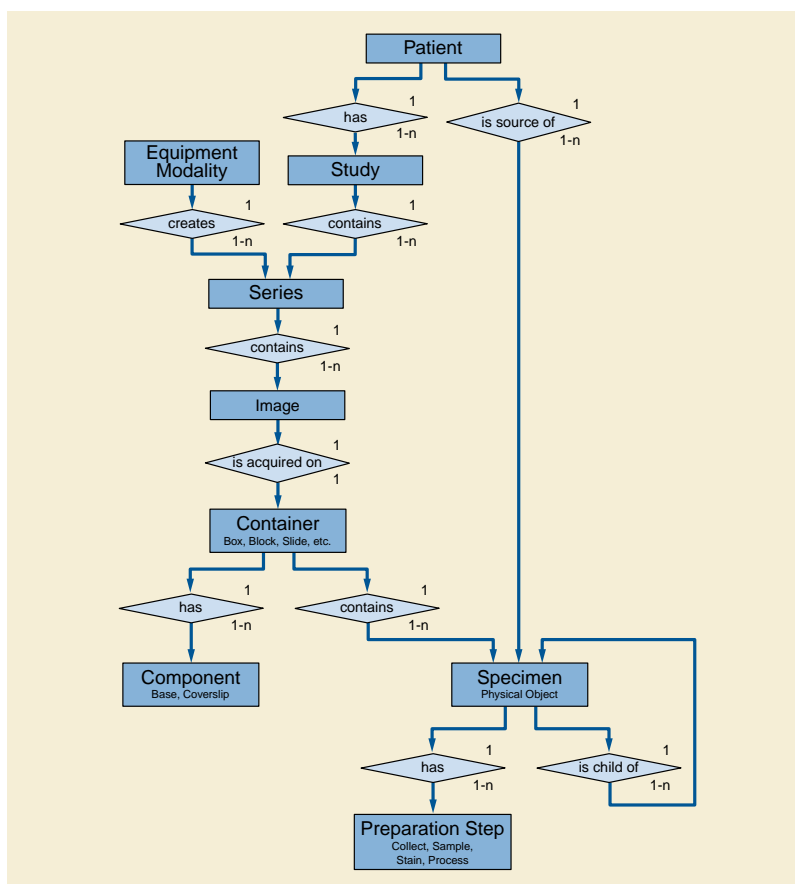 Patient
1
has
1-n
1
is source of
1-n
Equipment
Modality
Study
1
creates
1-n
1
contains
1-n
Series
1
contains
1-n
Image
1
is acquired on
1
Container
Box, Block, Slide, etc.
1
has
1-n
1
contains
1-n
Component
Base, Coverslip
Specimen
Physical Object
1
has
1-n
1
is child of
1-n
Preparation Step
Collect, Sample,
Stain, Process